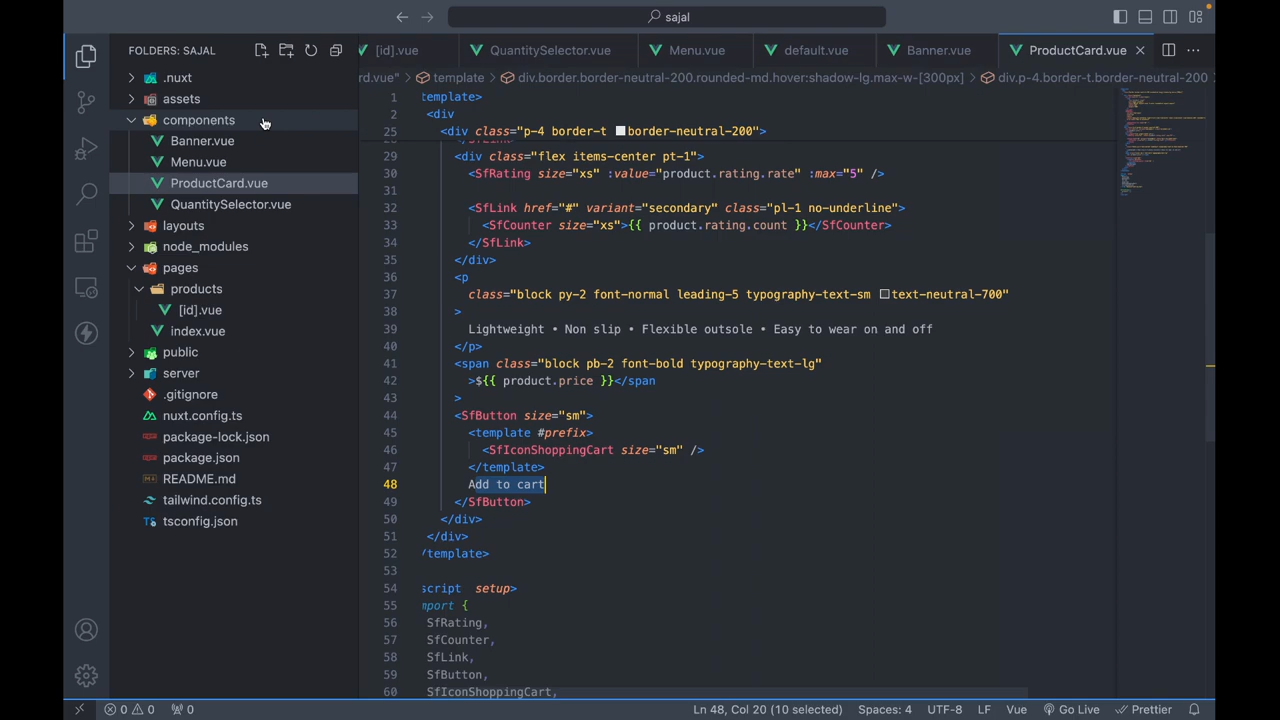 sajal
FOLDERS: SAJAL
.nuxt
assets
components
Banner.vue
Menu.vue
ProductCard.vue
QuantitySelector.vue
layouts
node_modules
pages
products
[id].vue
index.vue
public
server
.gitignore
nuxt.config.ts
package-lock.json
package.json
README.md
tailwind.config.ts
tsconfig.json
[id].vue QuantitySelector.vue Menu.vue default.vue Banner.vue ProductCard.vue
rd.vue" template div.border.border-neutral-200.rounded-md.hover:shadow-lg.max-w-[300px] div.p-4.border-t.border-neutral-200
1 template>
2 <div
25 <div class="p-4 border-t border-neutral-200">
29 <div class="flex items-center pt-1">
30 <SfRating size="xs" :value="product.rating.rate" :max="5" />
31
32 <SfLink href="#" variant="secondary" class="pl-1 no-underline">
33 <SfCounter size="xs">{{ product.rating.count }}</SfCounter>
34 </SfLink>
35 </div>
36 <p
37 class="block py-2 font-normal leading-5 typography-text-sm text-neutral-700"
38 >
39 Lightweight • Non slip • Flexible outsole • Easy to wear on and off
40 </p>
41 <span class="block pb-2 font-bold typography-text-lg"
42 >${{ product.price }}</span
43 >
44 <SfButton size="sm">
45 <template #prefix>
46 <SfIconShoppingCart size="sm" />
47 </template>
48 Add to cart
49 </SfButton>
50 </div>
51 </div>
52 /template>
53
54 script setup>
55 mport {
56 SfRating,
57 SfCounter,
58 SfLink,
59 SfButton,
60 SfIconShoppingCart,
0 0 0 Ln 48, Col 20 (10 selected) Spaces: 4 UTF-8 LF Vue Go Live Prettier